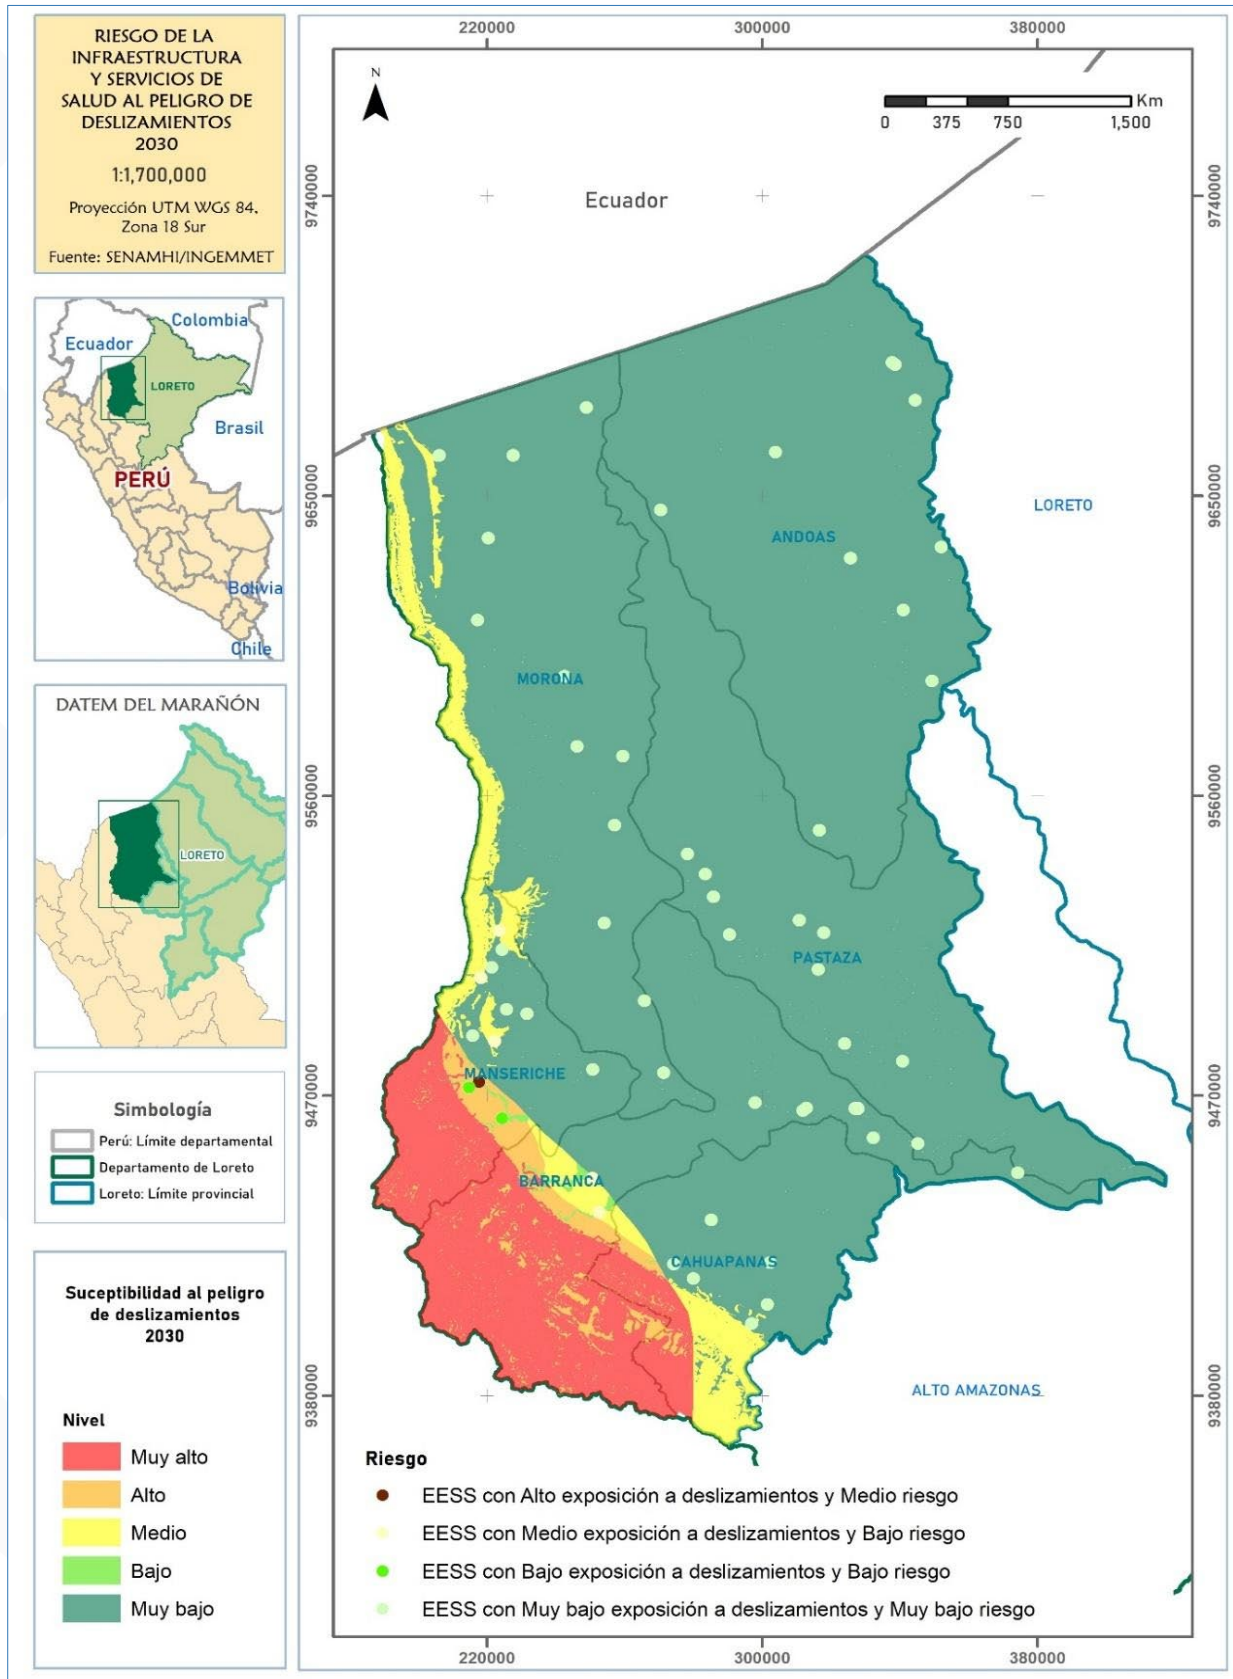 RIESGO DE LA
INFRAESTRUCTURA
Y SERVICIOS DE
SALUD AL PELIGRO DE
DESLIZAMIENTOS
2030
1:1,700,000
Proyección UTM WGS 84,
Zona 18 Sur
Fuente: SENAMHI/INGEMMET
Colombia
Ecuador
LORETO
Brasil
PERÚ
Bolivia
Chile
DATEM DEL MARAÑÓN
LORETO
Simbología
Perú: Límite departamental
Departamento de Loreto
Loreto: Límite provincial
Suceptibilidad al peligro
de deslizamientos
2030
Nivel
Muy alto
Alto
Medio
Bajo
Muy bajo
220000 300000 380000
N
Km
0 375 750 1,500
9740000 9740000
Ecuador
9650000 9650000
LORETO
ANDOAS
MORONA
9560000 9560000
PASTAZA
MANSERICHE
9470000 9470000
BARRANCA
CAHUAPANAS
9380000 9380000
ALTO AMAZONAS
Riesgo
EESS con Alto exposición a deslizamientos y Medio riesgo
EESS con Medio exposición a deslizamientos y Bajo riesgo
EESS con Bajo exposición a deslizamientos y Bajo riesgo
EESS con Muy bajo exposición a deslizamientos y Muy bajo riesgo
220000 300000 380000